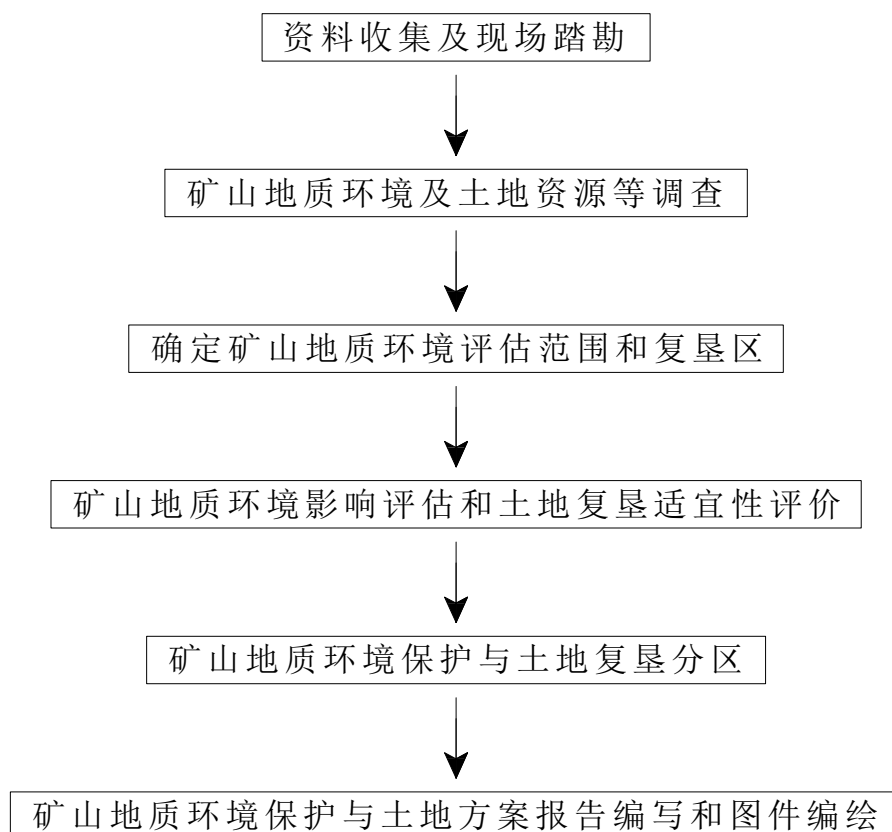 资料收集及现场踏勘
矿山地质环境及土地资源等调查
确定矿山地质环境评估范围和复垦区
矿山地质环境影响评估和土地复垦适宜性评价
矿山地质环境保护与土地复垦分区
矿山地质环境保护与土地方案报告编写和图件编绘